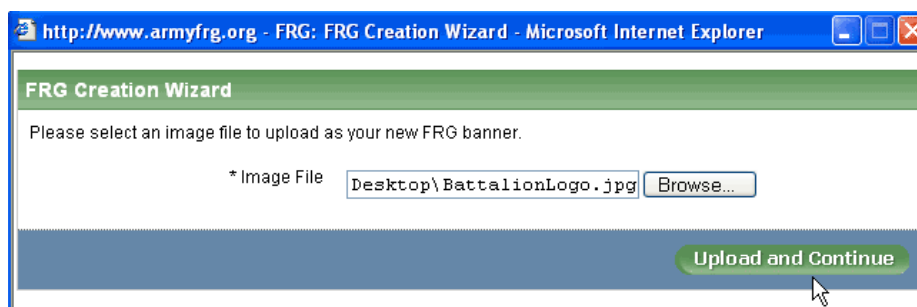 http://www.armyfrg.org - FRG: FRG Creation Wizard - Microsoft Internet Explorer
FRG Creation Wizard
Please select an image file to upload as your new FRG banner.
* Image File Desktop\BattalionLogo.jpg Browse...
Upload and Continue